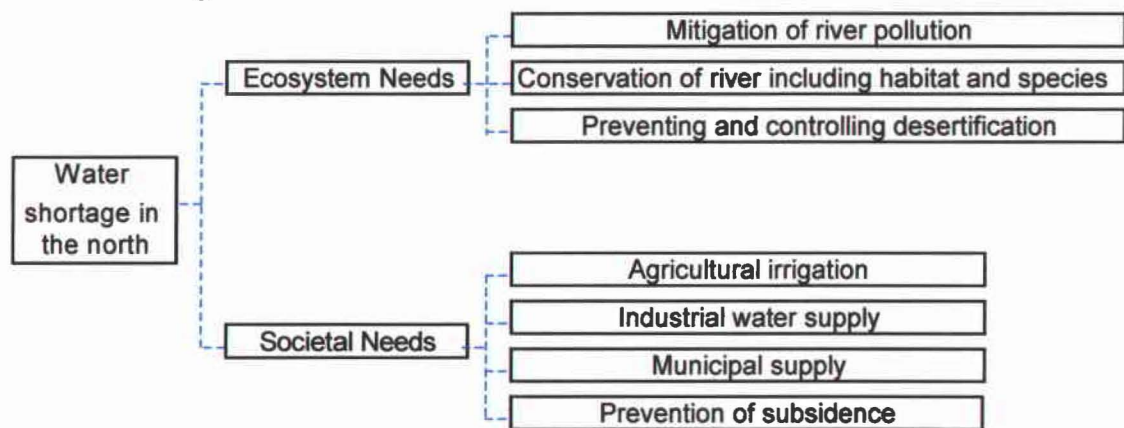 Mitigation of river pollution
Ecosystem Needs
Conservation of river including habitat and species
Preventing and controlling desertification
Water
shortage in
the north
Agricultural irrigation
Industrial water supply
Societal Needs
Municipal supply
Prevention of subsidence